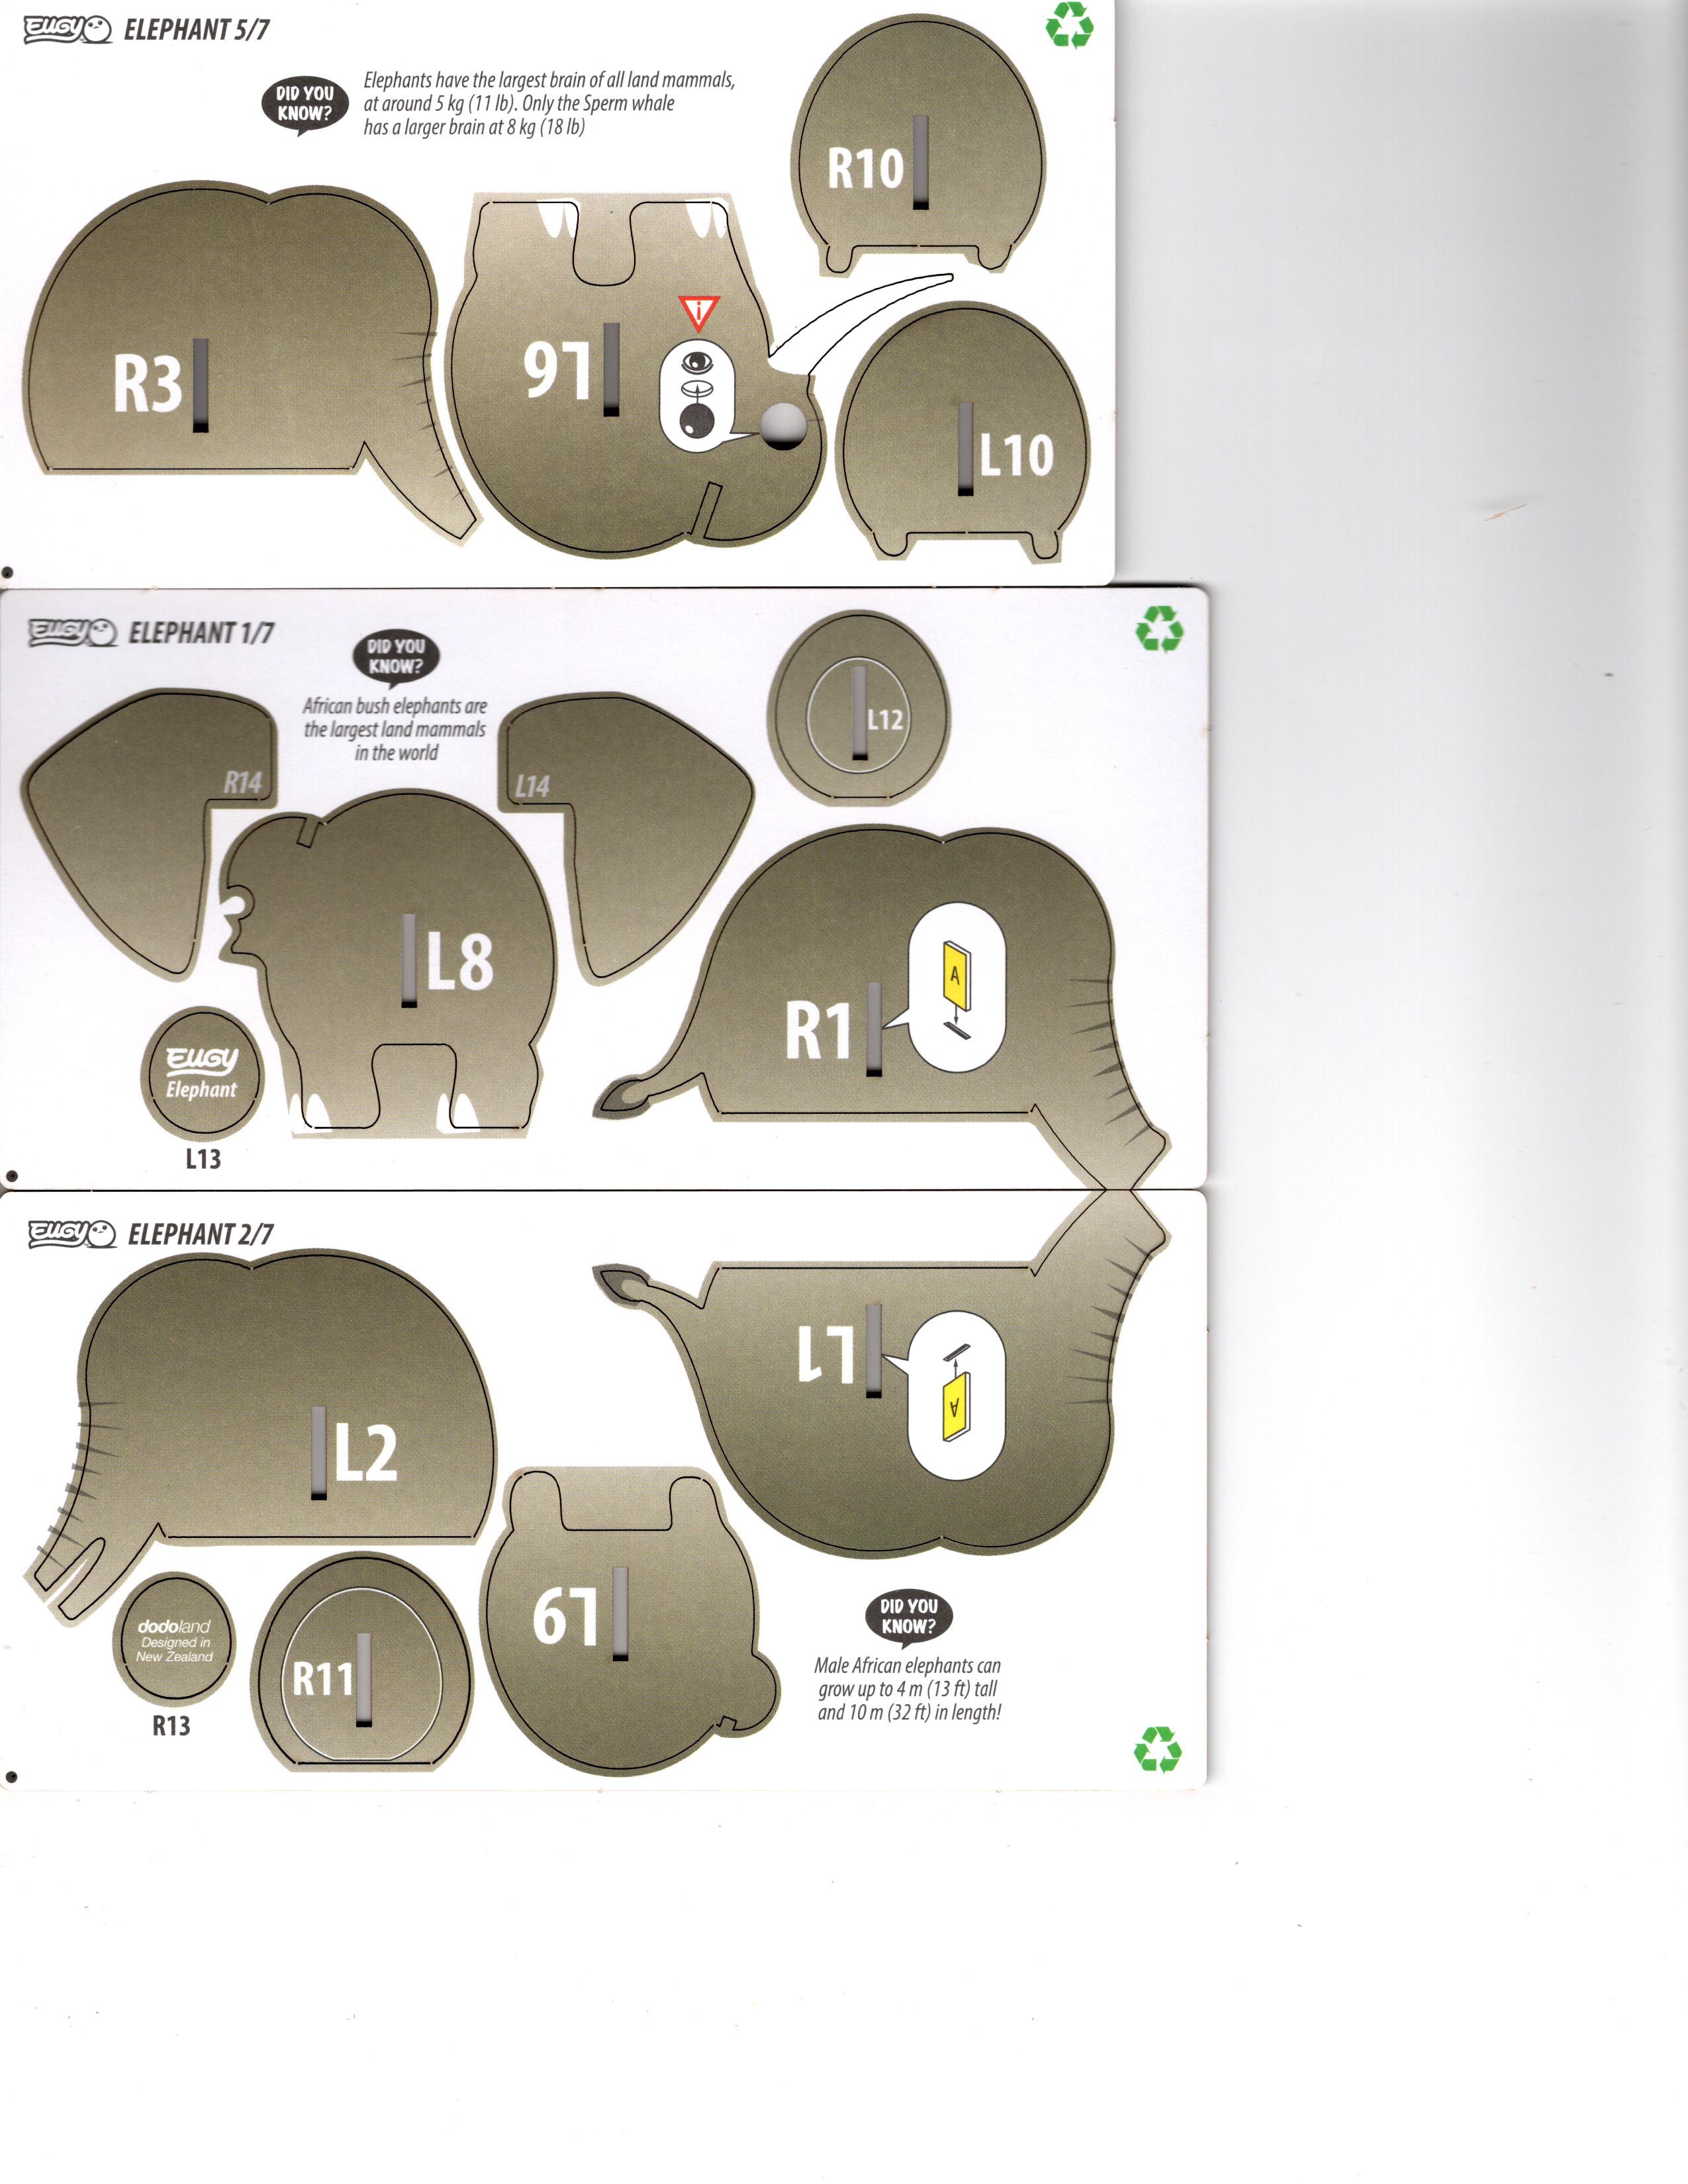 EUGY ELEPHANT 5/7
DID YOU
KNOW?
Elephants have the largest brain of all land mammals,
at around 5 kg (11 lb). Only the Sperm whale
has a larger brain at 8 kg (18 lb)
R10
R3
L6
i
L10
EUGY ELEPHANT 1/7
DID YOU
KNOW?
African bush elephants are
the largest land mammals
in the world
L12
R14
L14
L8
R1
A
EUGY
Elephant
L13
EUGY ELEPHANT 2/7
L1
A
L2
L9
dodoland
Designed in
New Zealand
R13
R11
DID YOU
KNOW?
Male African elephants can
grow up to 4 m (13 ft) tall
and 10 m (32 ft) in length!